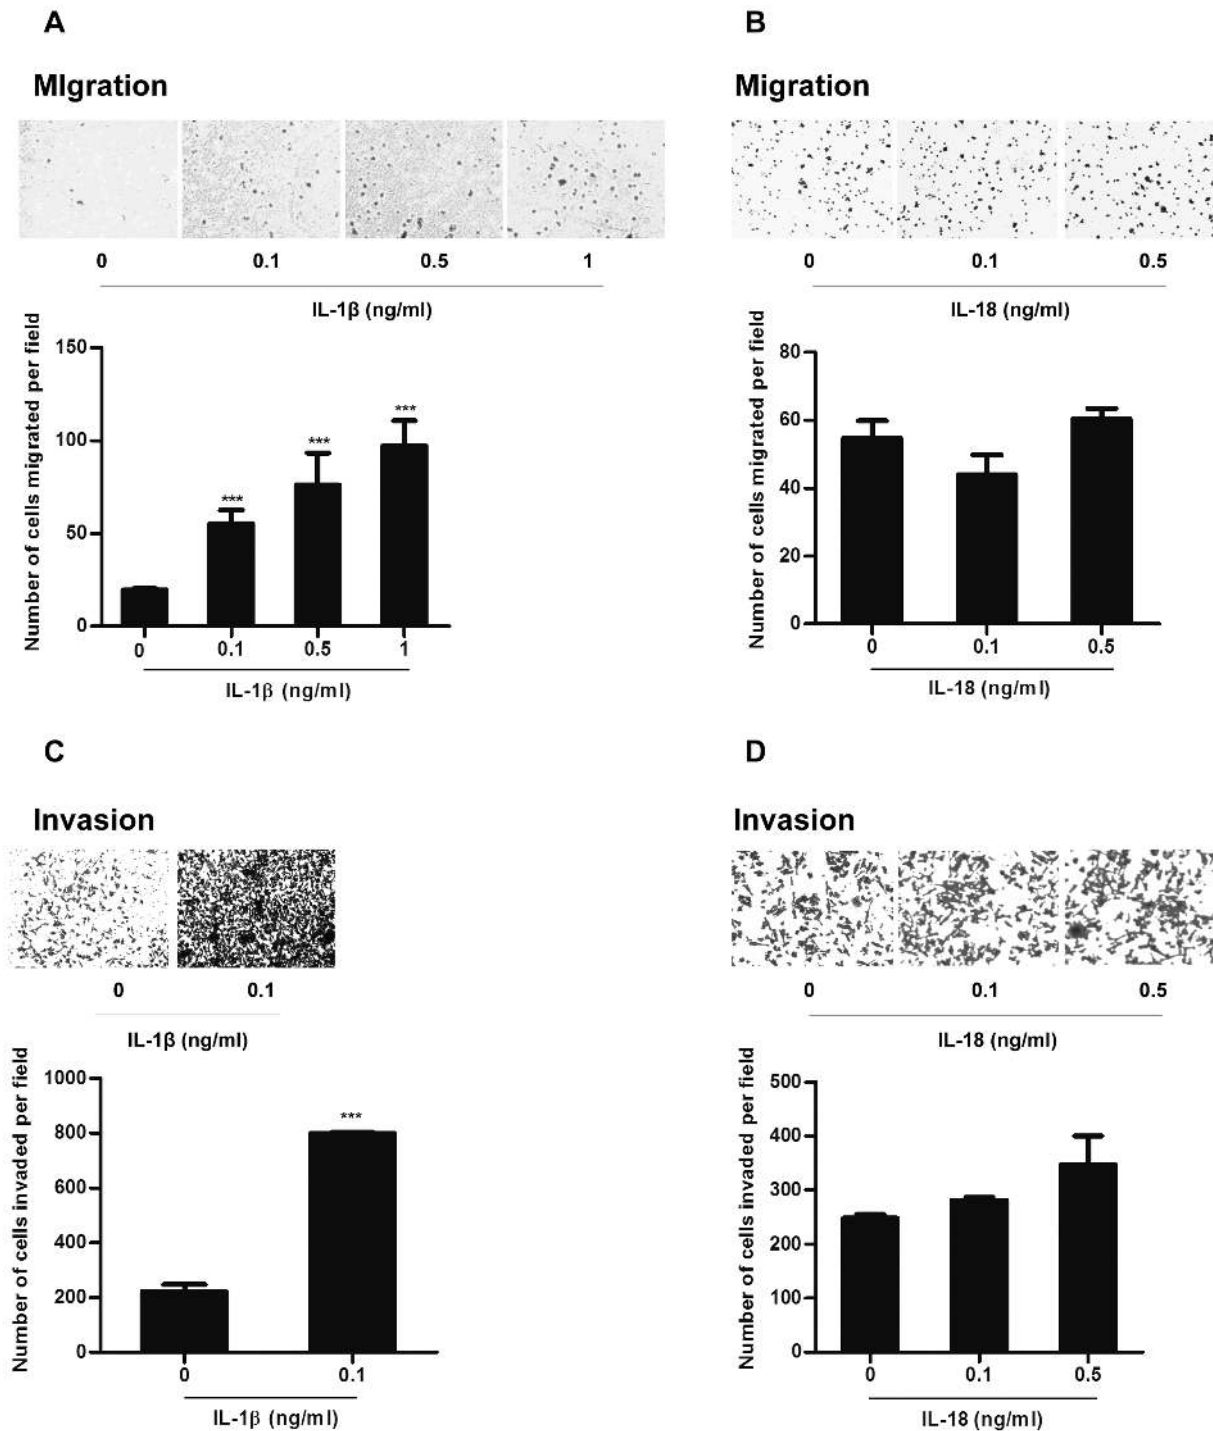 A
MIgration
0 0.1 0.5 1
IL-1β (ng/ml)
Number of cells migrated per field
150
100
50
0
***
***
***
0 0.1 0.5 1
IL-1β (ng/ml)
B
Migration
0 0.1 0.5
IL-18 (ng/ml)
Number of cells migrated per field
80
60
40
20
0
0 0.1 0.5
IL-18 (ng/ml)
C
Invasion
0 0.1
IL-1β (ng/ml)
Number of cells invaded per field
1000
800
600
400
200
0
***
0 0.1
IL-1β (ng/ml)
D
Invasion
0 0.1 0.5
IL-18 (ng/ml)
Number of cells invaded per field
500
400
300
200
100
0
0 0.1 0.5
IL-18 (ng/ml)